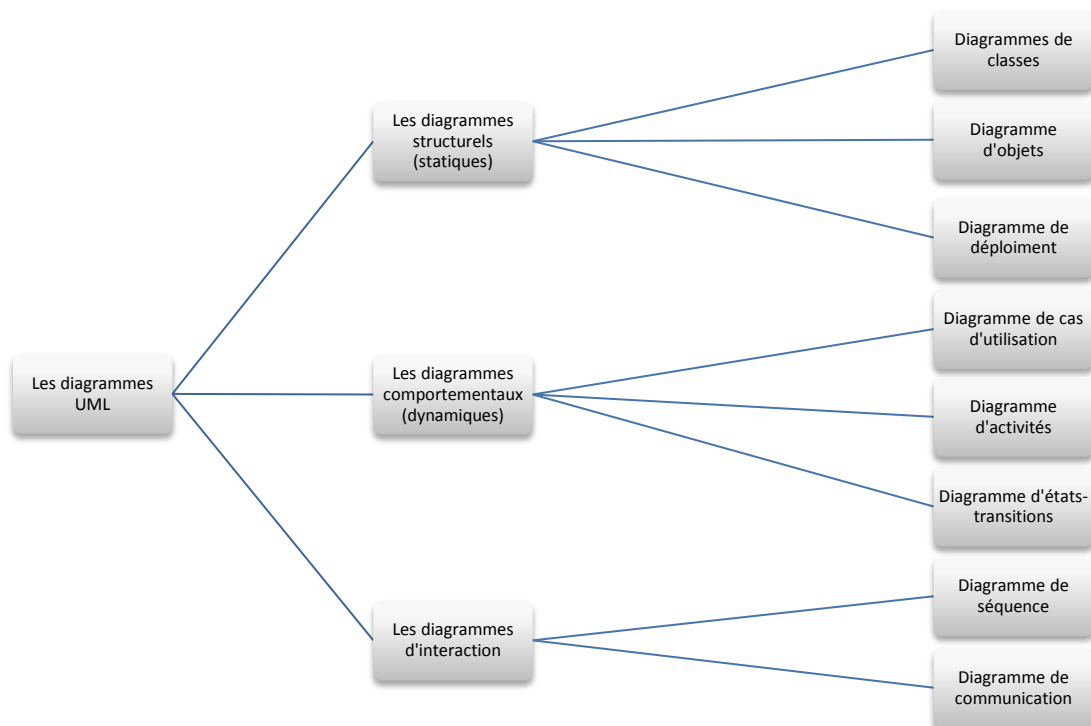 Les diagrammes
UML
Les diagrammes
structurels
(statiques)
Diagrammes de
classes
Diagramme
d'objets
Diagramme de
déploiment
Les diagrammes
comportementaux
(dynamiques)
Diagramme de cas
d'utilisation
Diagramme
d'activités
Diagramme d'états-
transitions
Les diagrammes
d'interaction
Diagramme de
séquence
Diagramme de
communication